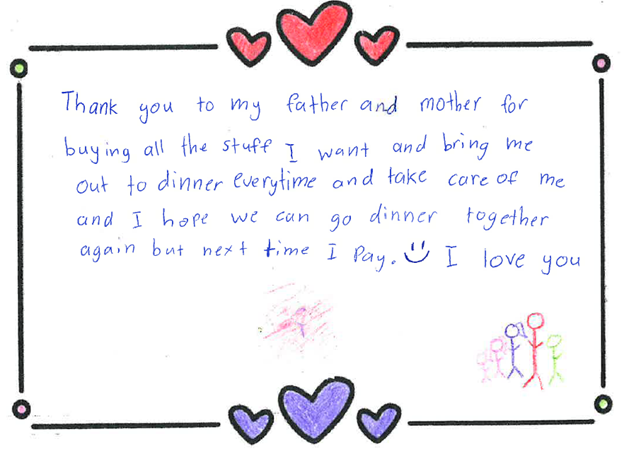 Thank you to my father and mother for
buying all the stuff I want and bring me
out to dinner everytime and take care of me
and I hope we can go dinner together
again but next time I Pay. I love you